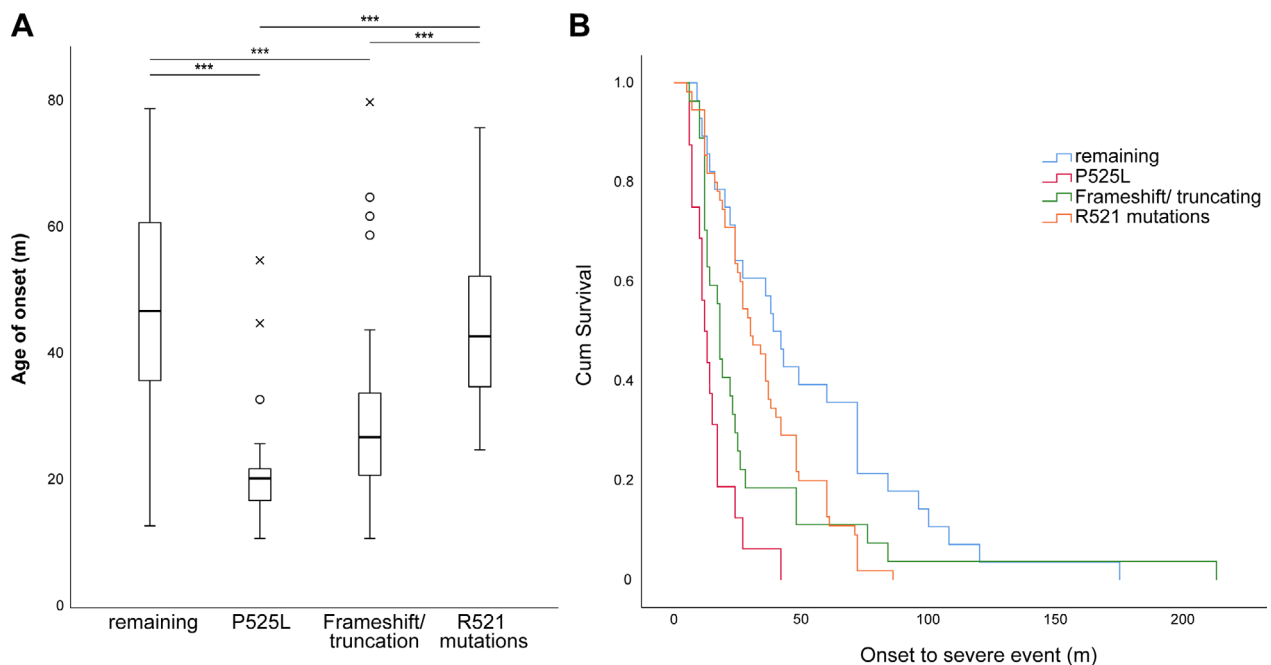 A
***
***
***
***
Age of onset (m)
80
60
40
20
0
remaining
P525L
Frameshift/
truncation
R521
mutations
B
Cum Survival
1.0
0.8
0.6
0.4
0.2
0
0
50
100
150
200
Onset to severe event (m)
remaining
P525L
Frameshift/ truncating
R521 mutations